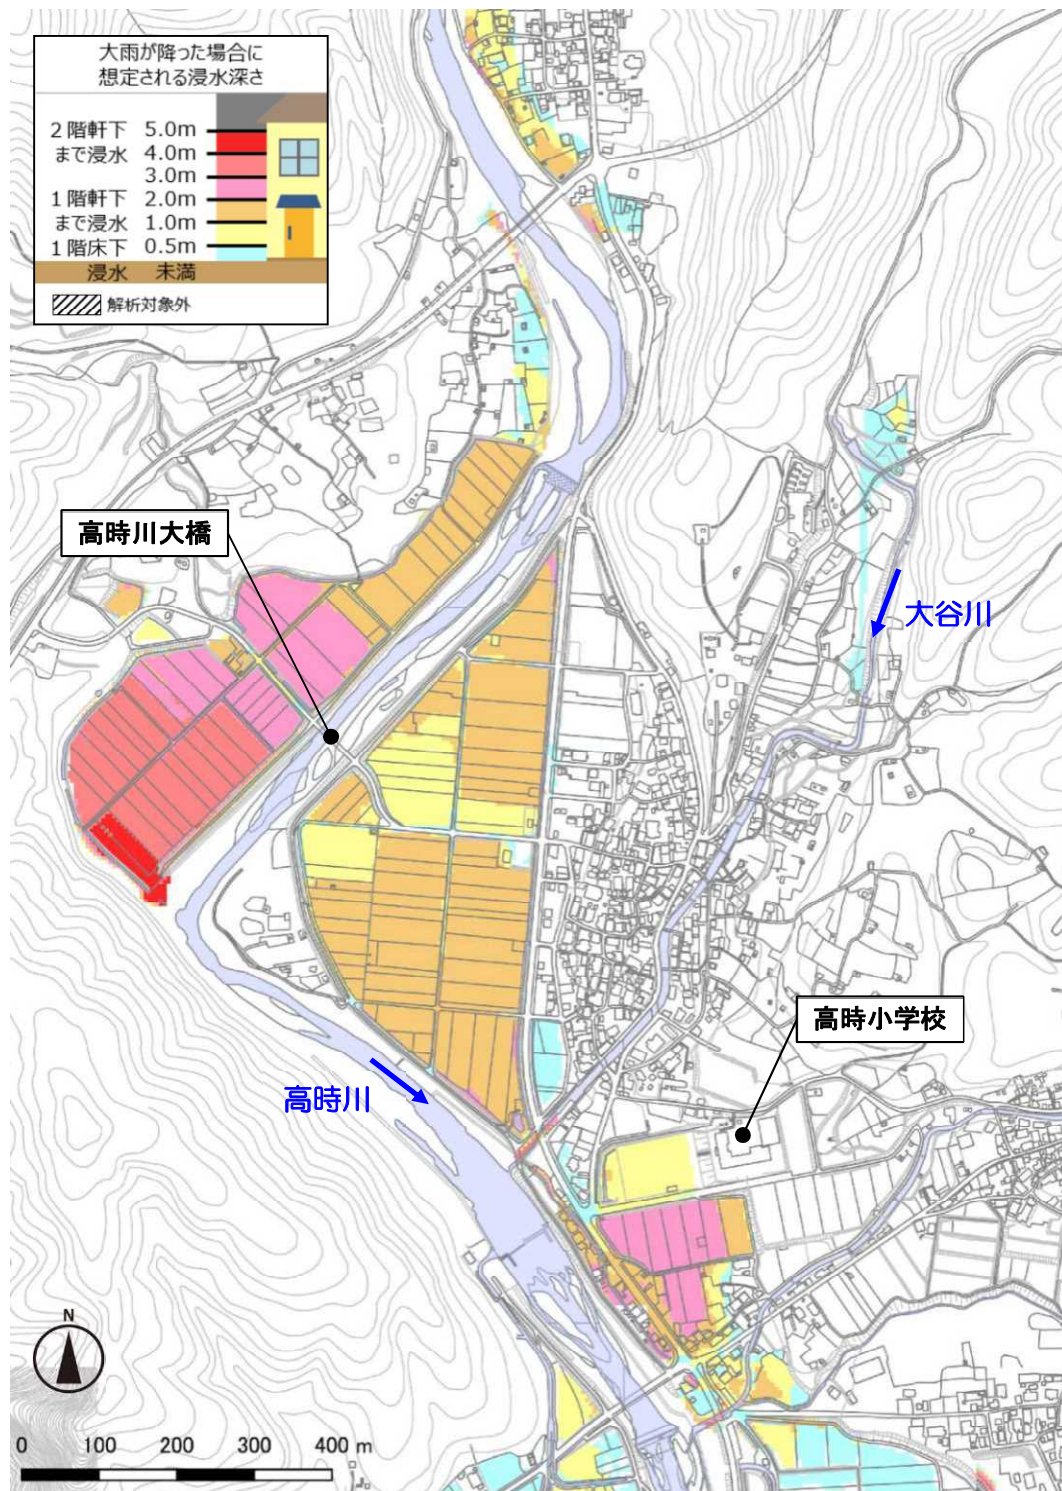 大雨が降った場合に
想定される浸水深さ
2階軒下 5.0m
まで浸水 4.0m
3.0m
1階軒下 2.0m
まで浸水 1.0m
1階床下 0.5m
浸水 未満
解析対象外
高時川大橋
大谷川
高時小学校
高時川
N
0 100 200 300 400 m